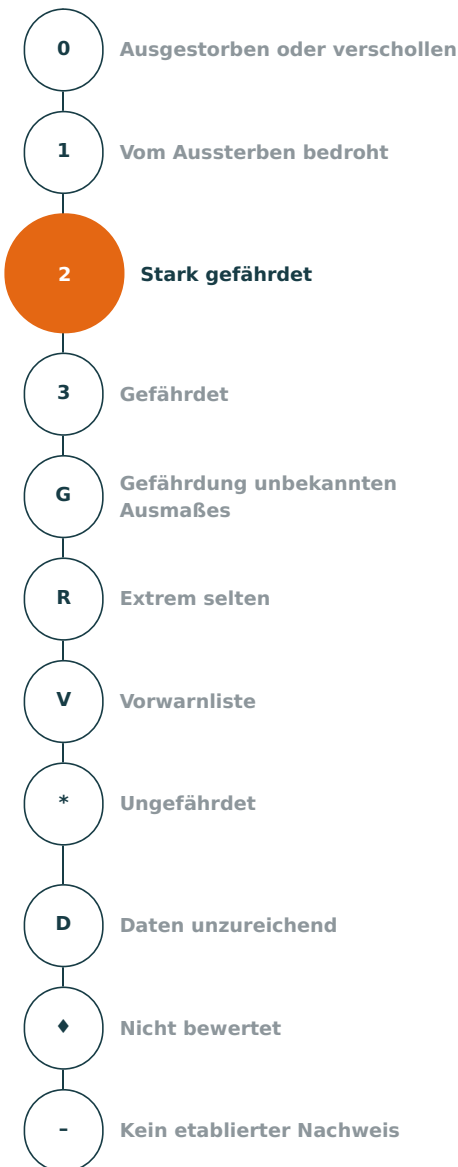 0 Ausgestorben oder verschollen
1 Vom Aussterben bedroht
2 Stark gefährdet
3 Gefährdet
G Gefährdung unbekannten
Ausmaßes
R Extrem selten
V Vorwarnliste
* Ungefährdet
D Daten unzureichend
♦ Nicht bewertet
– Kein etablierter Nachweis